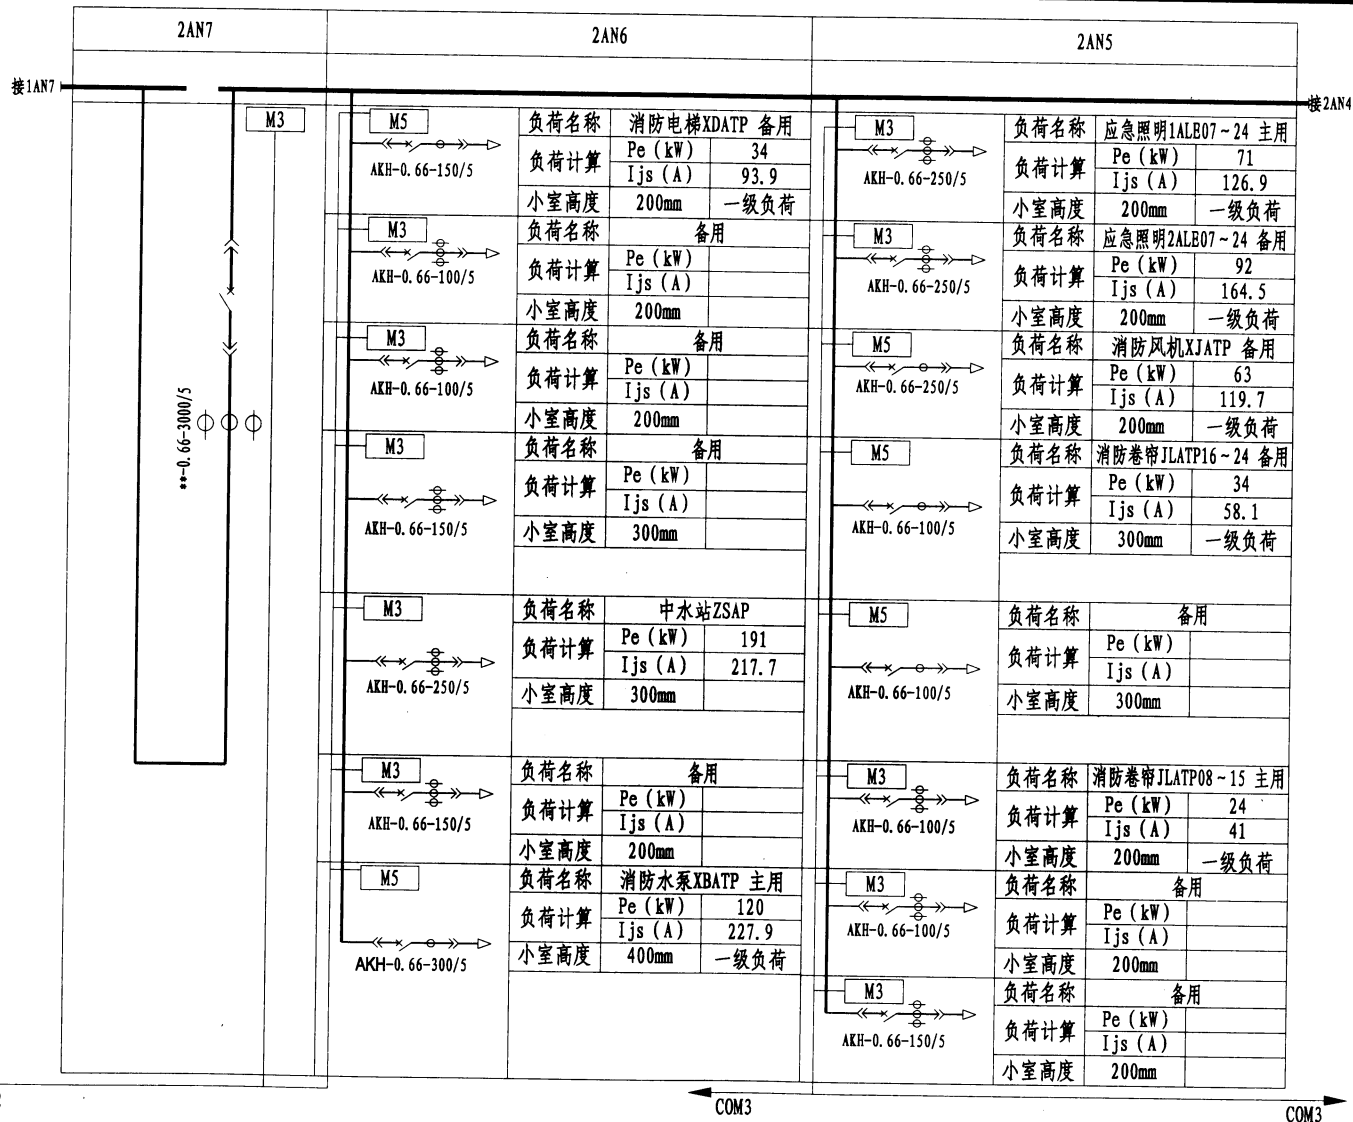 2AN7
2AN6
2AN5
接1AN7
接2AN4
M3
**-0.66-3000/5
M5
AKH-0.66-150/5
负荷名称 消防电梯XDATP 备用
负荷计算 Pe(kW) 34
Ijs(A) 93.9
小室高度 200mm 一级负荷
M3
AKH-0.66-100/5
负荷名称 备用
负荷计算 Pe(kW)
Ijs(A)
小室高度 200mm
M3
AKH-0.66-100/5
负荷名称 备用
负荷计算 Pe(kW)
Ijs(A)
小室高度 200mm
M3
AKH-0.66-150/5
负荷名称 备用
负荷计算 Pe(kW)
Ijs(A)
小室高度 300mm
M3
AKH-0.66-250/5
负荷名称 中水站ZSAP
负荷计算 Pe(kW) 191
Ijs(A) 217.7
小室高度 300mm
M3
AKH-0.66-150/5
负荷名称 备用
负荷计算 Pe(kW)
Ijs(A)
小室高度 200mm
M5
AKH-0.66-300/5
负荷名称 消防水泵XBATP 主用
负荷计算 Pe(kW) 120
Ijs(A) 227.9
小室高度 400mm 一级负荷
M3
AKH-0.66-250/5
负荷名称 应急照明1ALE07~24 主用
负荷计算 Pe(kW) 71
Ijs(A) 126.9
小室高度 200mm 一级负荷
M3
AKH-0.66-250/5
负荷名称 应急照明2ALE07~24 备用
负荷计算 Pe(kW) 92
Ijs(A) 164.5
小室高度 200mm 一级负荷
M5
AKH-0.66-250/5
负荷名称 消防风机XJATP 备用
负荷计算 Pe(kW) 63
Ijs(A) 119.7
小室高度 200mm 一级负荷
M5
AKH-0.66-100/5
负荷名称 消防卷帘JLATP16~24 备用
负荷计算 Pe(kW) 34
Ijs(A) 58.1
小室高度 300mm 一级负荷
M5
AKH-0.66-100/5
负荷名称 备用
负荷计算 Pe(kW)
Ijs(A)
小室高度 300mm
M3
AKH-0.66-100/5
负荷名称 消防卷帘JLATP08~15 主用
负荷计算 Pe(kW) 24
Ijs(A) 41
小室高度 200mm 一级负荷
M3
AKH-0.66-100/5
负荷名称 备用
负荷计算 Pe(kW)
Ijs(A)
小室高度 200mm
M3
AKH-0.66-150/5
负荷名称 备用
负荷计算 Pe(kW)
Ijs(A)
小室高度 200mm
COM3
COM3